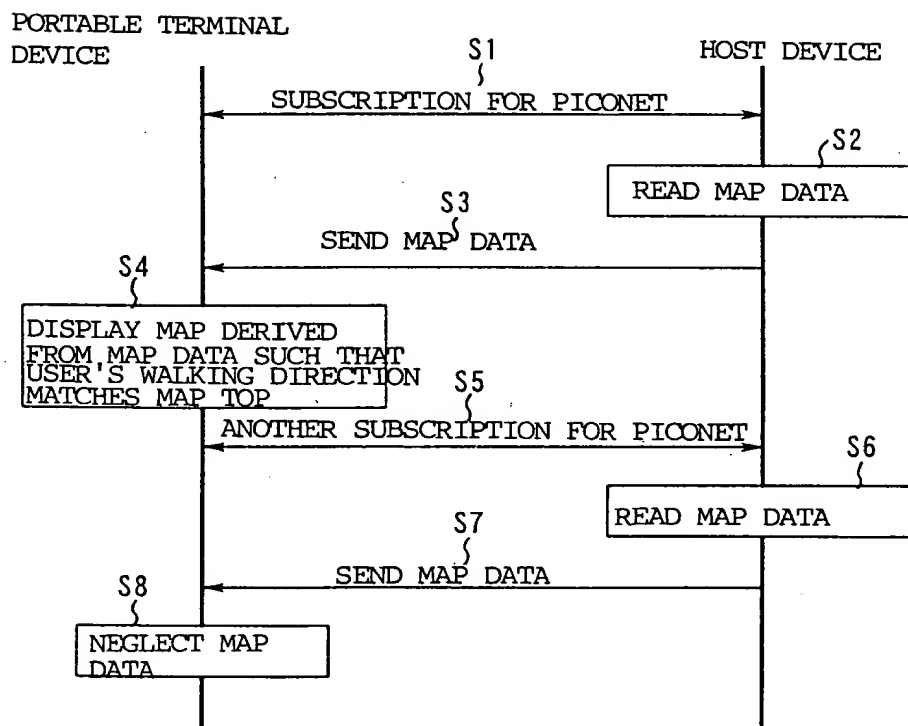 PORTABLE TERMINAL
DEVICE
HOST DEVICE
S1
SUBSCRIPTION FOR PICONET
S2
READ MAP DATA
S3
SEND MAP DATA
S4
DISPLAY MAP DERIVED
FROM MAP DATA SUCH THAT
USER'S WALKING DIRECTION
MATCHES MAP TOP
S5
ANOTHER SUBSCRIPTION FOR PICONET
S6
READ MAP DATA
S7
SEND MAP DATA
S8
NEGLECT MAP
DATA